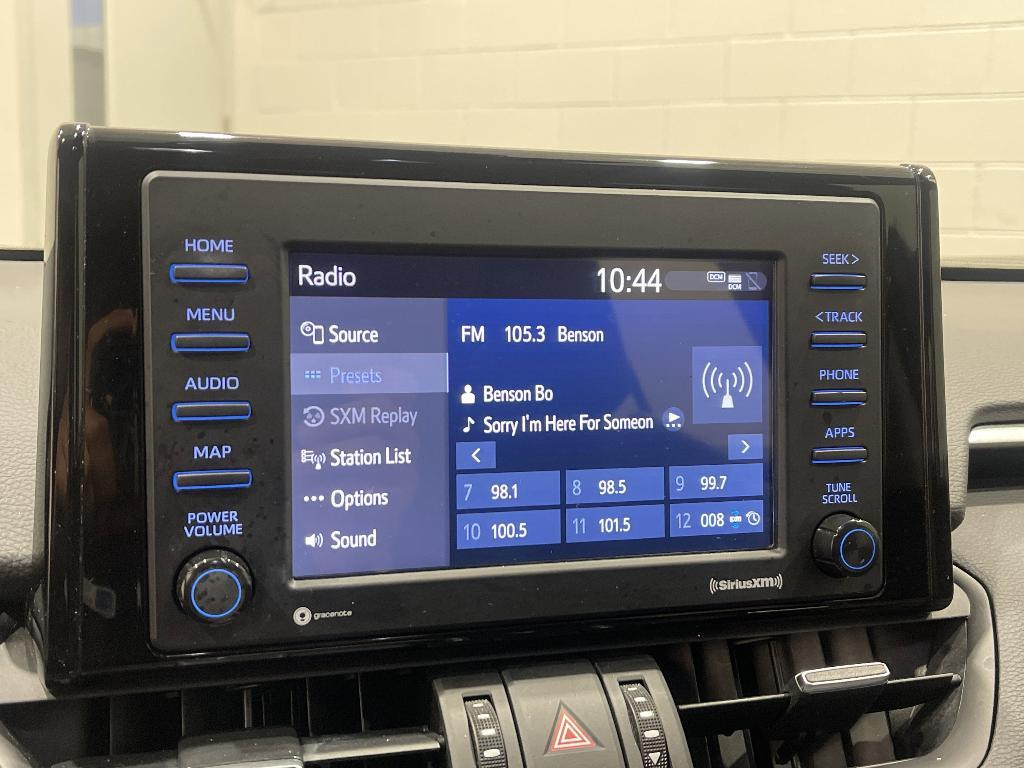 HOME
MENU
AUDIO
MAP
POWER
VOLUME
Radio
10:44
DCM
DCM
Source
Presets
SXM Replay
Station List
Options
Sound
FM 105.3 Benson
Benson Bo
Sorry I'm Here For Someon
7 98.1
8 98.5
9 99.7
10 100.5
11 101.5
12 008 sxm
SEEK >
< TRACK
PHONE
APPS
TUNE
SCROLL
gracenote
SiriusXM